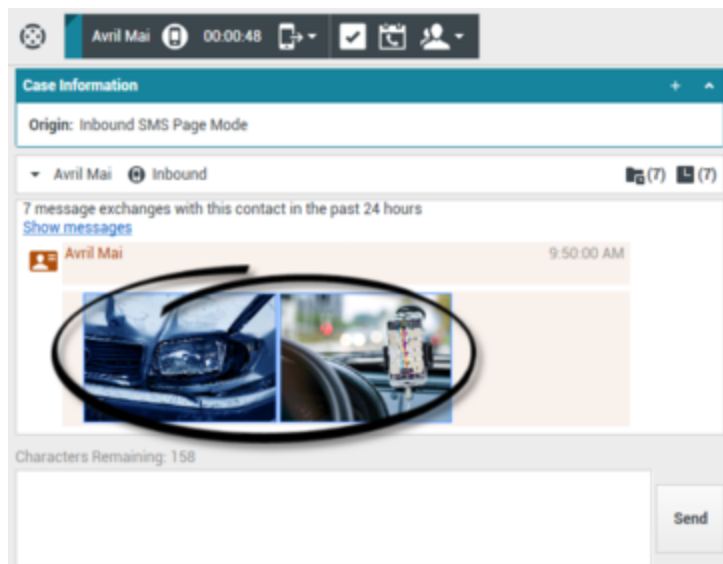 Avril Mai 00:00:48
Case Information
Origin: Inbound SMS Page Mode
Avril Mai Inbound (7) (7)
7 message exchanges with this contact in the past 24 hours
Show messages
Avril Mai 9:50:00 AM
Characters Remaining: 158
Send